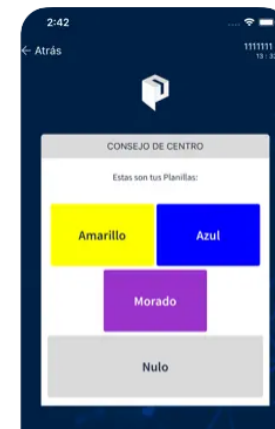 2:42
← Atrás
1111111
CONSEJO DE CENTRO
Estas son tus Planillas:
Amarillo
Azul
Morado
Nulo